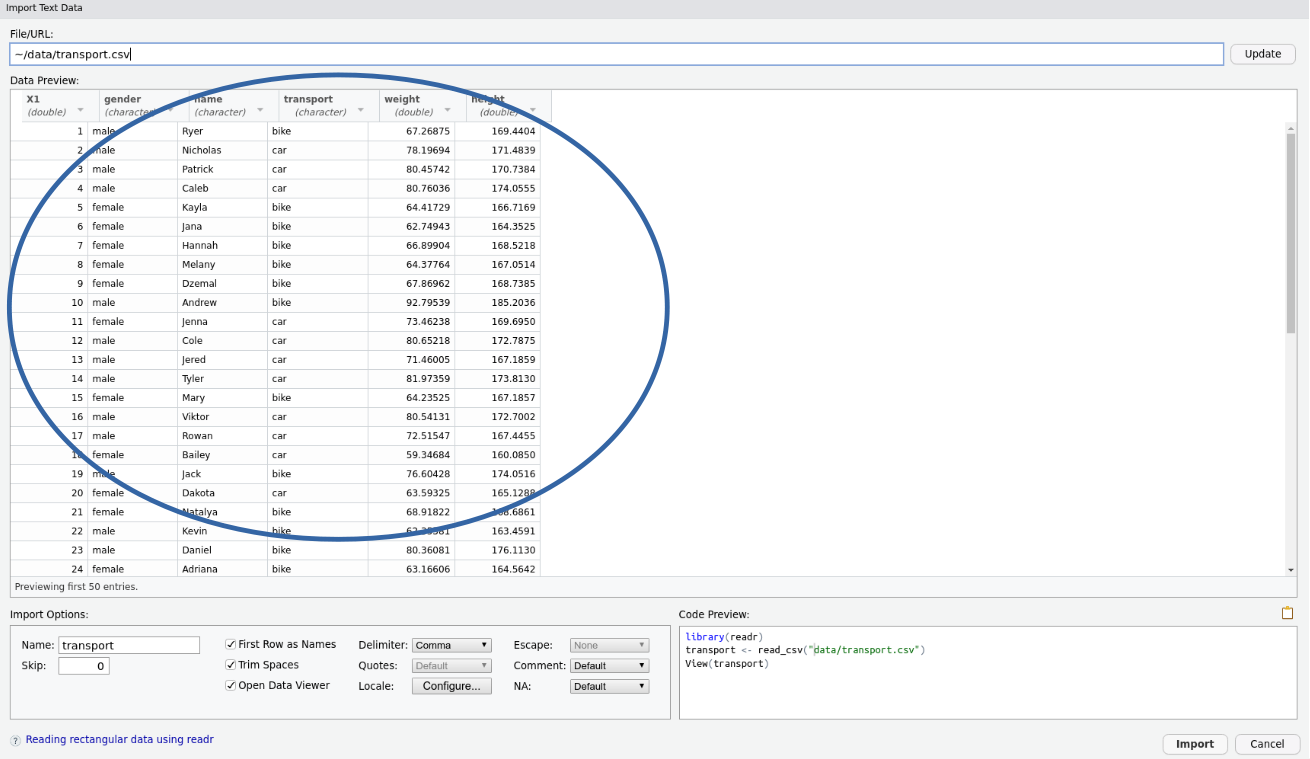 Import Text Data
File/URL:
~/data/transport.csv Update
Data Preview:
X1 gender name transport weight height
(double) (character) (character) (character) (double) (double)
1 male Ryer bike 67.26875 169.4404
2 male Nicholas car 78.19694 171.4839
3 male Patrick car 80.45742 170.7384
4 male Caleb car 80.76036 174.0555
5 female Kayla bike 64.41729 166.7169
6 female Jana bike 62.74943 164.3525
7 female Hannah bike 66.89904 168.5218
8 female Melany bike 64.37764 167.0514
9 female Dzemal bike 67.86962 168.7385
10 male Andrew bike 92.79539 185.2036
11 female Jenna car 73.46238 169.6950
12 male Cole car 80.65218 172.7875
13 male Jered car 71.46005 167.1859
14 male Tyler car 81.97359 173.8130
15 female Mary bike 64.23525 167.1857
16 male Viktor car 80.54131 172.7002
17 male Rowan car 72.51547 167.4455
18 female Bailey car 59.34684 160.0850
19 male Jack bike 76.60428 174.0516
20 female Dakota car 63.59325 165.1288
21 female Natalya bike 68.91822 168.6861
22 male Kevin bike 163.4591
23 male Daniel bike 80.36081 176.1130
24 female Adriana bike 63.16606 164.5642
Previewing first 50 entries.
Import Options:
Name: transport
Skip: 0
First Row as Names
Trim Spaces
Open Data Viewer
Delimiter: Comma
Quotes: Default
Locale: Configure...
Escape: None
Comment: Default
NA: Default
Code Preview:
library(readr)
transport <- read_csv("data/transport.csv")
View(transport)
? Reading rectangular data using readr
Import Cancel